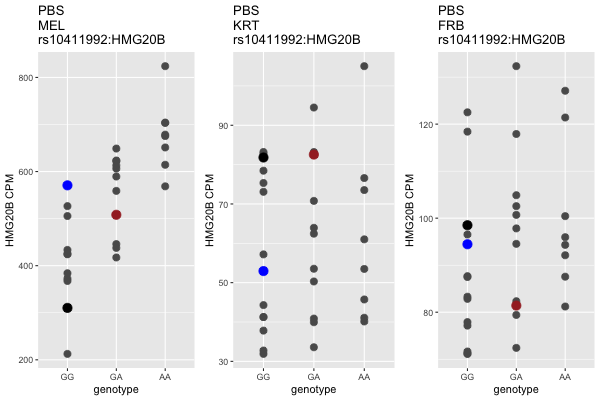 PBS
MEL
rs10411992:HMG20B
HMG20B CPM
800
600
400
200
GG GA AA
genotype
PBS
KRT
rs10411992:HMG20B
HMG20B CPM
90
70
50
30
GG GA AA
genotype
PBS
FRB
rs10411992:HMG20B
HMG20B CPM
120
100
80
GG GA AA
genotype